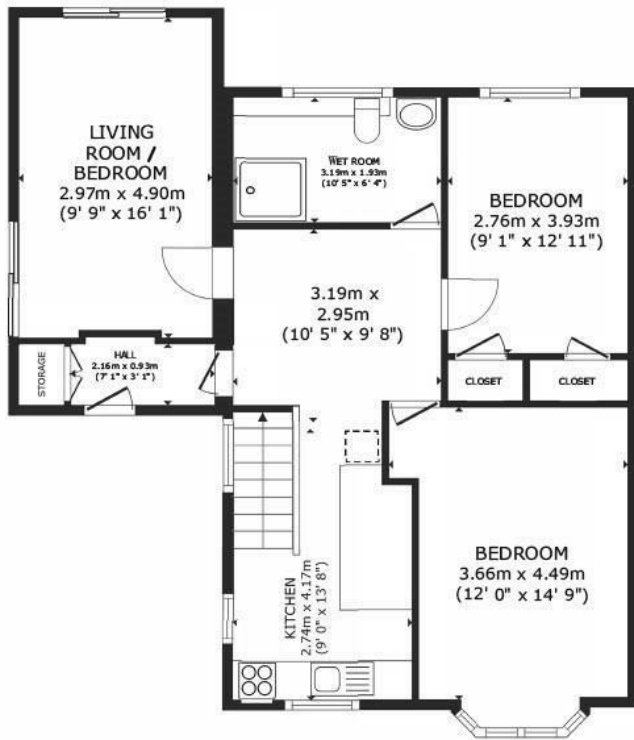 LIVING
ROOM /
BEDROOM
2.97m x 4.90m
(9' 9" x 16' 1")
WET ROOM
3.19m x 1.93m
(10' 5" x 6' 4")
BEDROOM
2.76m x 3.93m
(9' 1" x 12' 11")
3.19m x
2.95m
(10' 5" x 9' 8")
STORAGE
HALL
2.16m x 0.93m
(7' 1" x 3' 1")
CLOSET
CLOSET
KITCHEN
2.74m x 4.17m
(9' 0" x 13' 8")
BEDROOM
3.66m x 4.49m
(12' 0" x 14' 9")